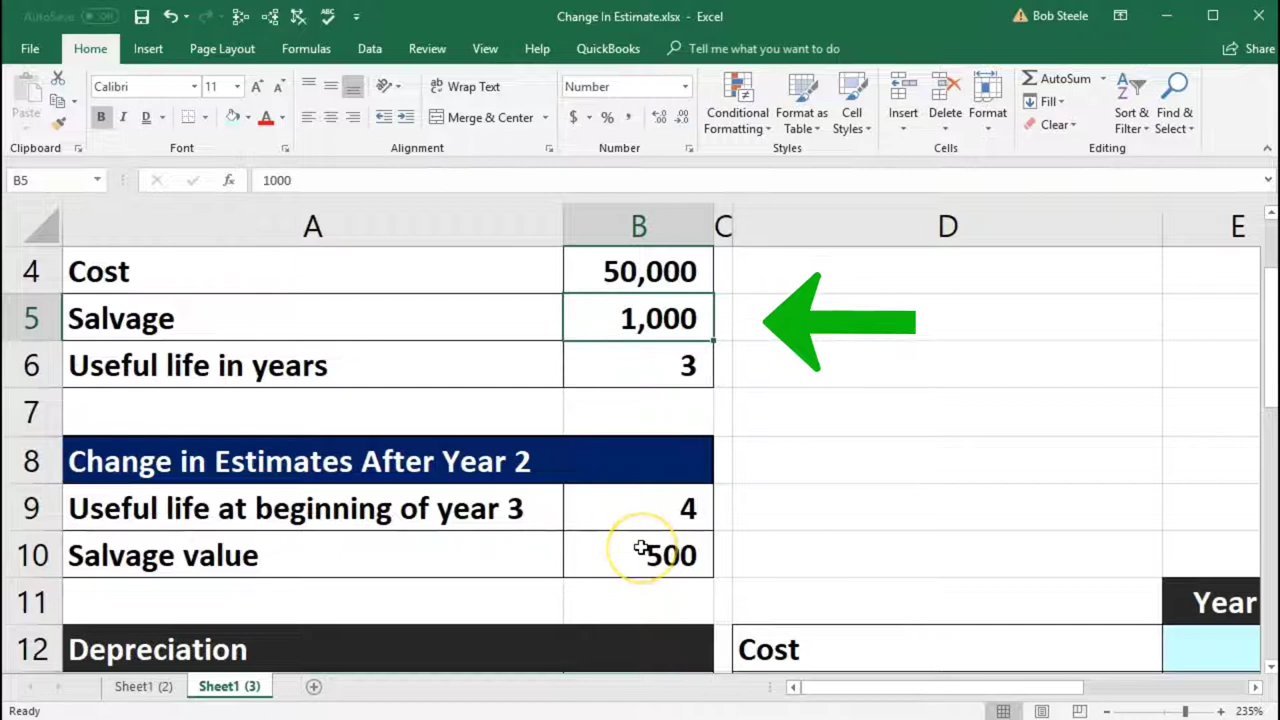 AutoSave Off
Change In Estimate.xlsx - Excel
Bob Steele
File Home Insert Page Layout Formulas Data Review View Help QuickBooks Tell me what you want to do Share
Paste
Calibri 11
B I D
ab Wrap Text
Merge & Center
Number
$ % ,
Conditional Formatting
Format as Table
Cell Styles
Insert
Delete
Format
AutoSum
Fill
Clear
Sort & Filter
Find & Select
Clipboard Font Alignment Number Styles Cells Editing
B5 fx 1000
A B C D E
4 Cost 50,000
5 Salvage 1,000
6 Useful life in years 3
7
8 Change in Estimates After Year 2
9 Useful life at beginning of year 3 4
10 Salvage value 500
11 Year
12 Depreciation Cost
Sheet1 (2) Sheet1 (3)
Ready 235%